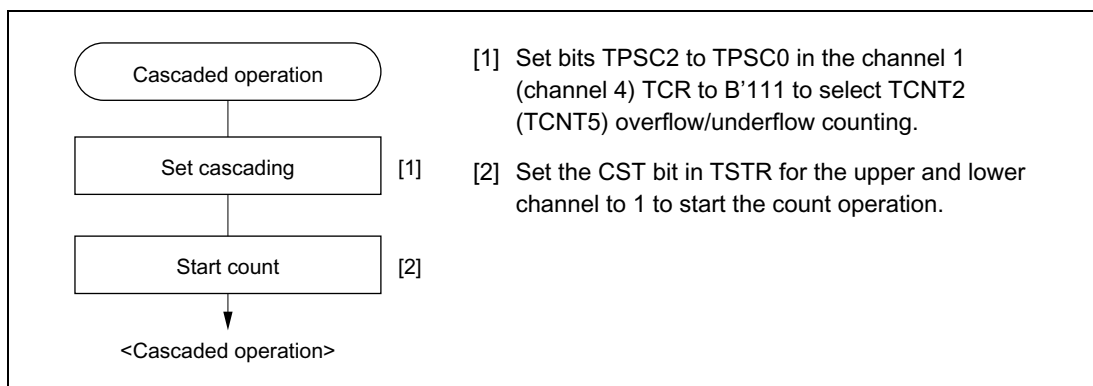 Cascaded operation
Set cascading
[1]
Start count
[2]
<Cascaded operation>
[1] Set bits TPSC2 to TPSC0 in the channel 1
(channel 4) TCR to B’111 to select TCNT2
(TCNT5) overflow/underflow counting.
[2] Set the CST bit in TSTR for the upper and lower
channel to 1 to start the count operation.